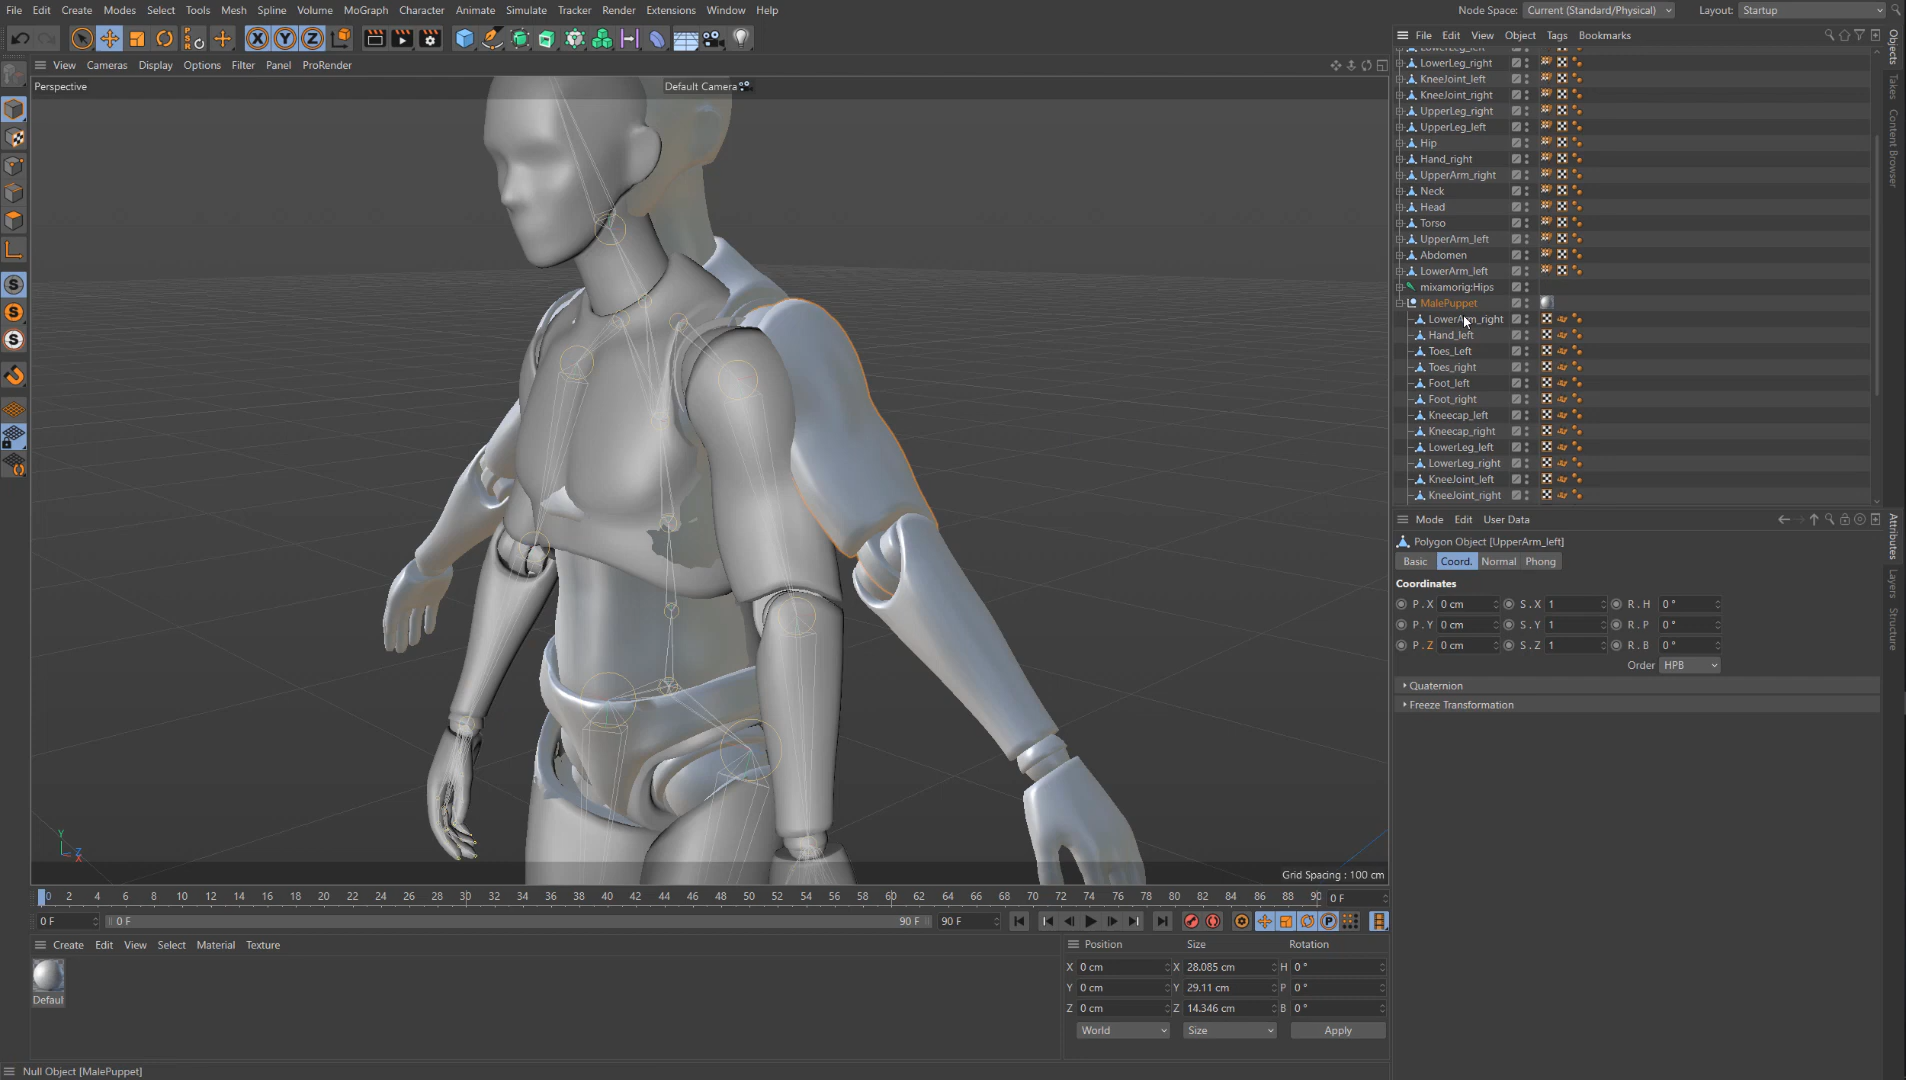 File Edit Create Modes Select Tools Mesh Spline Volume MoGraph Character Animate Simulate Tracker Render Extensions Window Help
Node Space: Current (Standard/Physical) Layout: Startup
View Cameras Display Options Filter Panel ProRender
Perspective
Default Camera
Grid Spacing : 100 cm
File Edit View Object Tags Bookmarks
LowerLeg_left
LowerLeg_right
KneeJoint_left
KneeJoint_right
UpperLeg_right
UpperLeg_left
Hip
Hand_right
UpperArm_right
Neck
Head
Torso
UpperArm_left
Abdomen
LowerArm_left
mixamorig:Hips
MalePuppet
LowerArm_right
Hand_left
Toes_Left
Toes_right
Foot_left
Foot_right
Kneecap_left
Kneecap_right
LowerLeg_left
LowerLeg_right
KneeJoint_left
KneeJoint_right
Objects
Takes
Content Browser
Mode Edit User Data
Polygon Object [UpperArm_left]
Basic Coord. Normal Phong
Coordinates
P . X 0 cm S . X 1 R . H 0 °
P . Y 0 cm S . Y 1 R . P 0 °
P . Z 0 cm S . Z 1 R . B 0 °
Order HPB
Quaternion
Freeze Transformation
Attributes
Layers
Structure
0 2 4 6 8 10 12 14 16 18 20 22 24 26 28 30 32 34 36 38 40 42 44 46 48 50 52 54 56 58 60 62 64 66 68 70 72 74 76 78 80 82 84 86 88 90 0 F
0 F 0 F 90 F 90 F
Create Edit View Select Material Texture
Defaul
Position Size Rotation
X 0 cm X 28.085 cm H 0 °
Y 0 cm Y 29.11 cm P 0 °
Z 0 cm Z 14.346 cm B 0 °
World Size Apply
Null Object [MalePuppet]